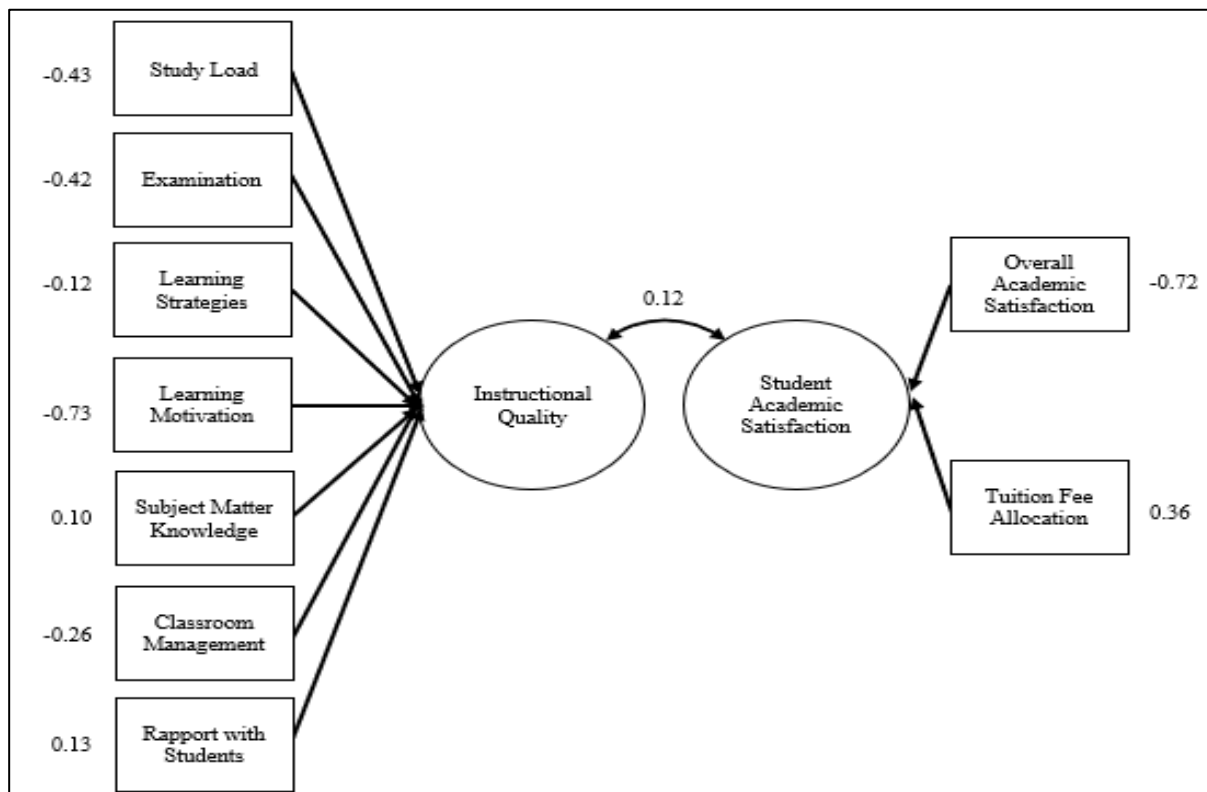 -0.43
Study Load
-0.42
Examination
-0.12
Learning
Strategies
-0.73
Learning
Motivation
0.10
Subject Matter
Knowledge
-0.26
Classroom
Management
0.13
Rapport with
Students
Instructional
Quality
0.12
Student
Academic
Satisfaction
Overall
Academic
Satisfaction
-0.72
Tuition Fee
Allocation
0.36